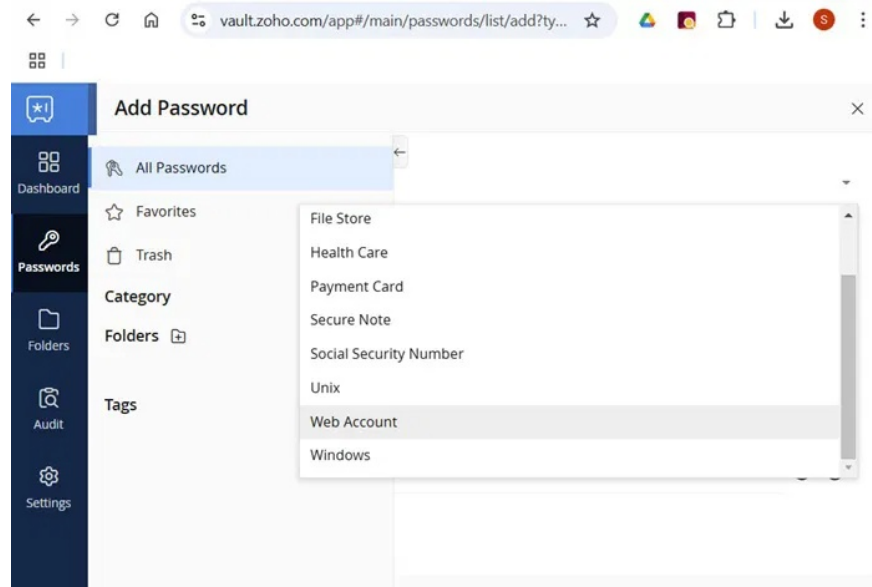 vault.zoho.com/app#/main/passwords/list/add?ty...
S
Add Password
Dashboard
Passwords
Folders
Audit
Settings
All Passwords
Favorites
Trash
Category
Folders
Tags
File Store
Health Care
Payment Card
Secure Note
Social Security Number
Unix
Web Account
Windows